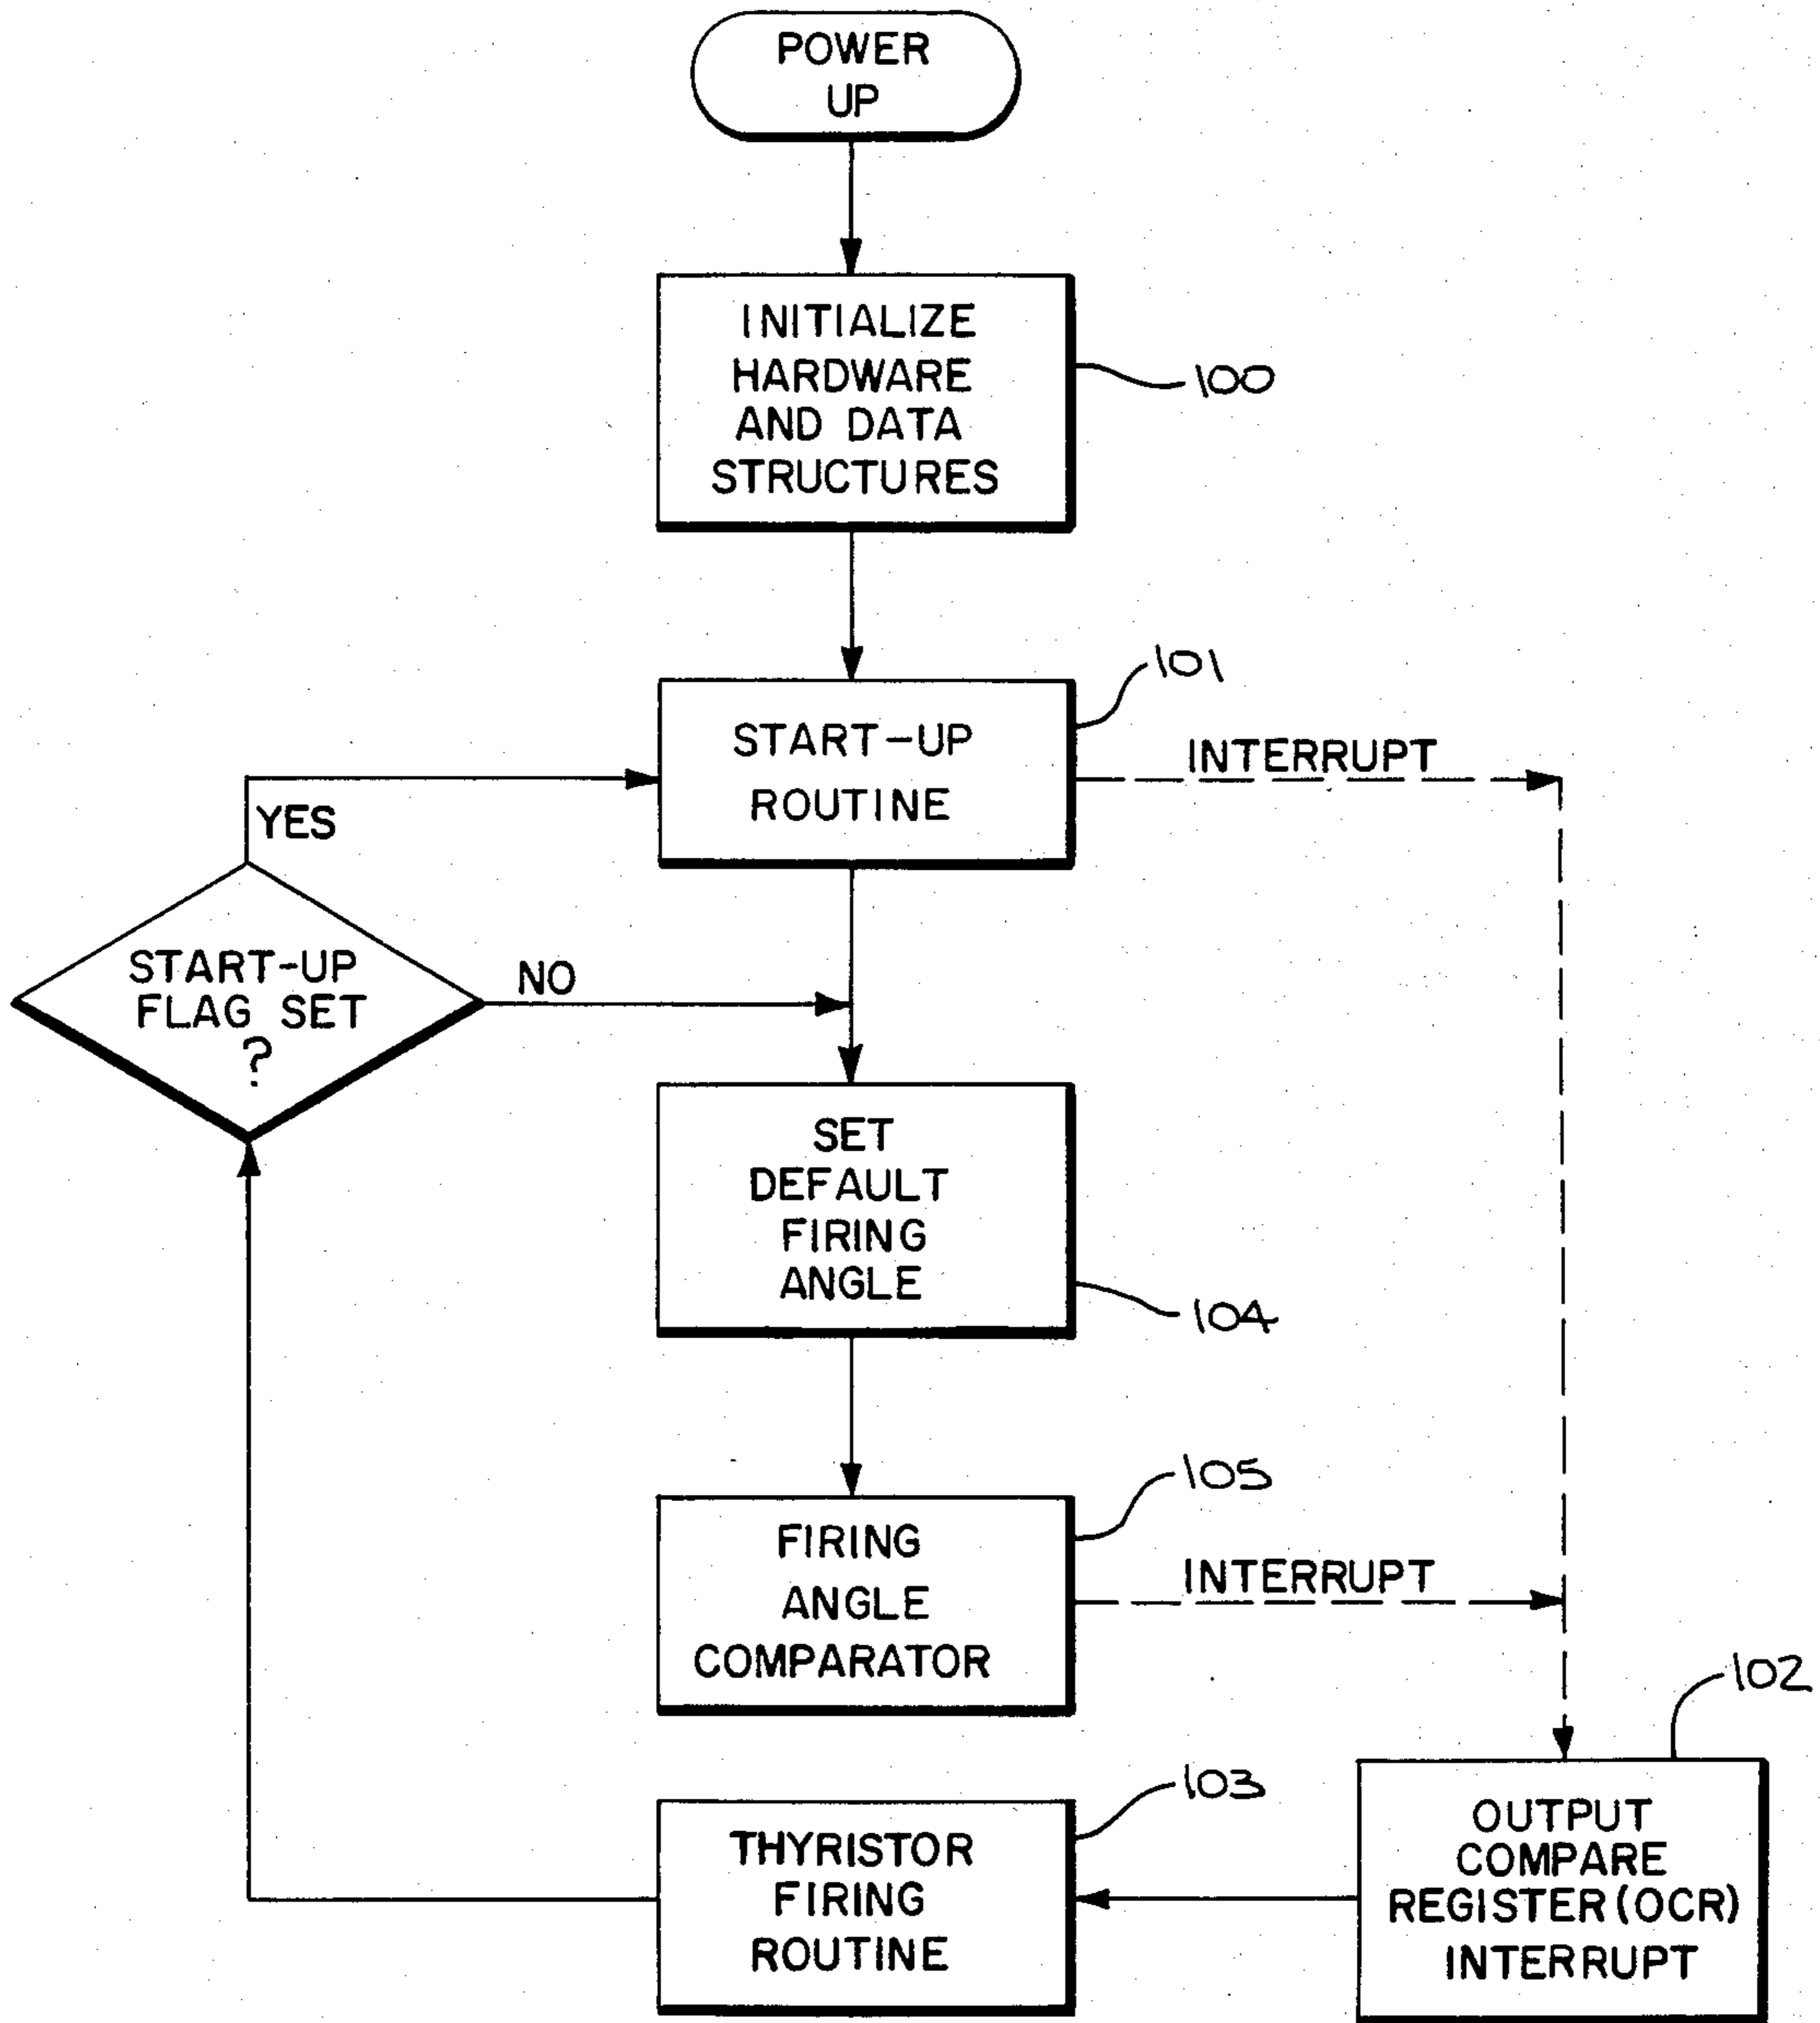 POWER
UP
INITIALIZE
HARDWARE
AND DATA
STRUCTURES
100
101
START-UP
ROUTINE
INTERRUPT
YES
START-UP
FLAG SET
?
NO
SET
DEFAULT
FIRING
ANGLE
104
105
FIRING
ANGLE
COMPARATOR
INTERRUPT
102
103
THYRISTOR
FIRING
ROUTINE
OUTPUT
COMPARE
REGISTER (OCR)
INTERRUPT